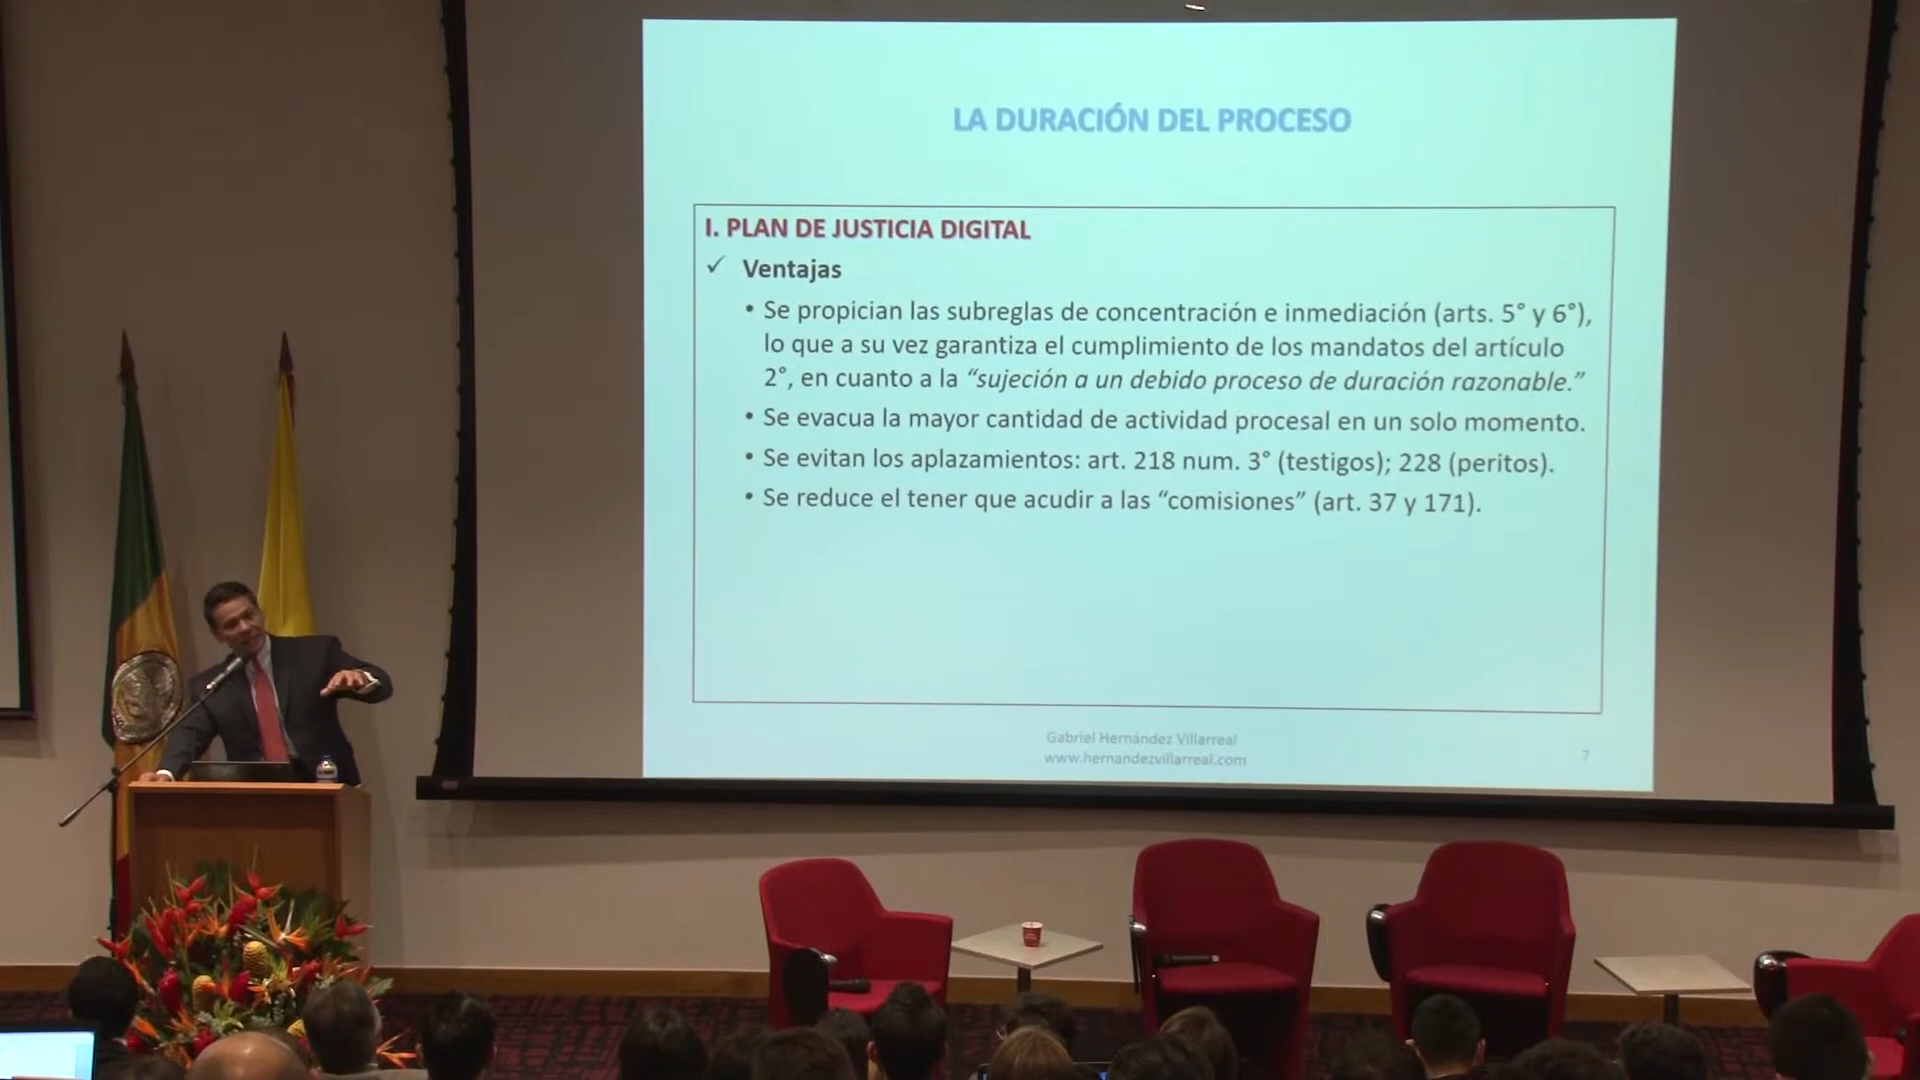 LA DURACIÓN DEL PROCESO
I. PLAN DE JUSTICIA DIGITAL
✓ Ventajas
• Se propician las subreglas de concentración e inmediación (arts. 5° y 6°),
lo que a su vez garantiza el cumplimiento de los mandatos del artículo
2°, en cuanto a la “sujeción a un debido proceso de duración razonable.”
• Se evacua la mayor cantidad de actividad procesal en un solo momento.
• Se evitan los aplazamientos: art. 218 num. 3° (testigos); 228 (peritos).
• Se reduce el tener que acudir a las “comisiones” (art. 37 y 171).
Gabriel Hernández Villarreal
www.hernandezvillarreal.com
7